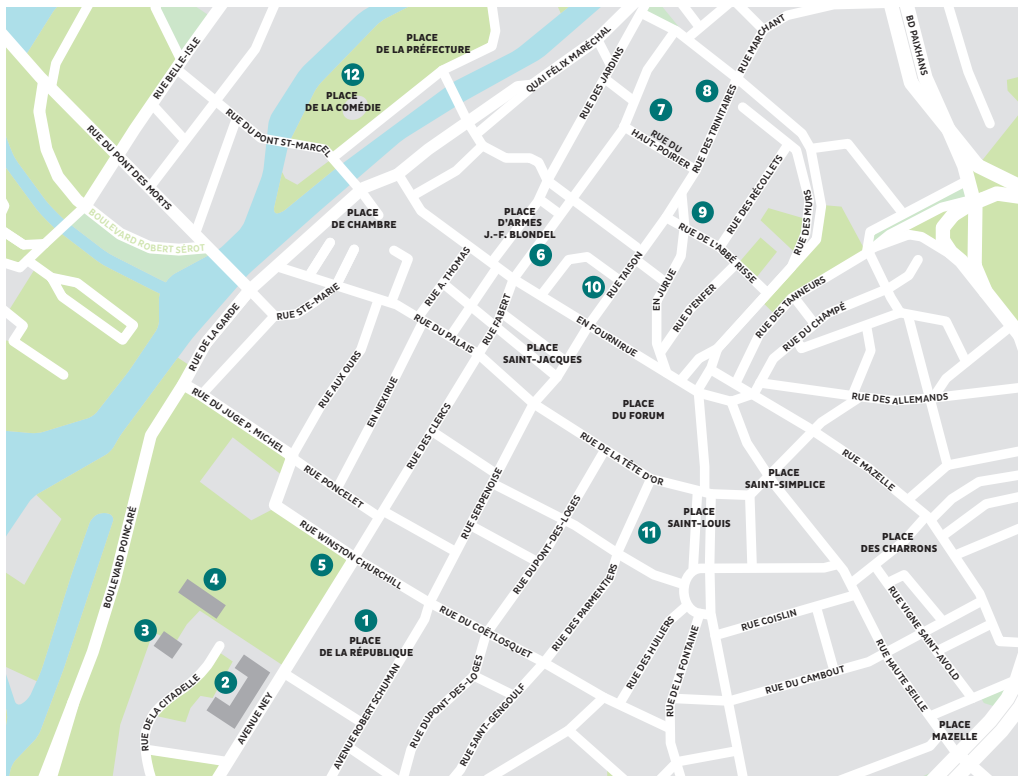 PLACE
DE LA PRÉFECTURE
12
PLACE
DE LA COMÉDIE
QUAI FÉLIX MARÉCHAL
RUE DES JARDINS
RUE MARCHANT
BD PAIXHANS
RUE BELLE-ISLE
RUE DU PONT ST-MARCEL
RUE DU PONT DES MORTS
BOULEVARD ROBERT SÉROT
7
8
RUE DU
HAUT-POIRIER
RUE DES TRINITAIRES
RUE DES RÉCOLLETS
RUE DES MURS
9
RUE DE L'ABBÉ RISSE
PLACE
DE CHAMBRE
PLACE
D'ARMES
J.-F. BLONDEL
6
10
RUE TAISON
EN JURUE
RUE D'ENFER
RUE DES TANNEURS
RUE DU CHAMPÉ
RUE STE-MARIE
RUE A. THOMAS
RUE FABERT
RUE DU PALAIS
EN FOURNIRUE
PLACE
SAINT-JACQUES
RUE DE LA GARDE
RUE AUX OURS
EN NEXIRUE
RUE DES CLERCS
PLACE
DU FORUM
RUE DES ALLEMANDS
RUE DU JUGE P. MICHEL
RUE PONCELET
RUE DE LA TÊTE D'OR
RUE MAZELLE
PLACE
SAINT-SIMPLICE
RUE SERPENOISE
RUE DUPONT-DES-LOGES
PLACE
SAINT-LOUIS
11
PLACE
DES CHARRONS
BOULEVARD POINCARÉ
RUE WINSTON CHURCHILL
5
4
3
2
1
PLACE
DE LA RÉPUBLIQUE
RUE DU COËTLOSQUET
RUE DES PARMENTIERS
RUE DES HUILIERS
RUE DE LA FONTAINE
RUE COISLIN
RUE DU CAMBOUT
RUE VIGNE SAINT-AVOLD
RUE HAUTE SEILLE
PLACE
MAZELLE
RUE DE LA CITADELLE
AVENUE NEY
AVENUE ROBERT SCHUMAN
RUE DUPONT-DES-LOGES
RUE SAINT-GENGOULF